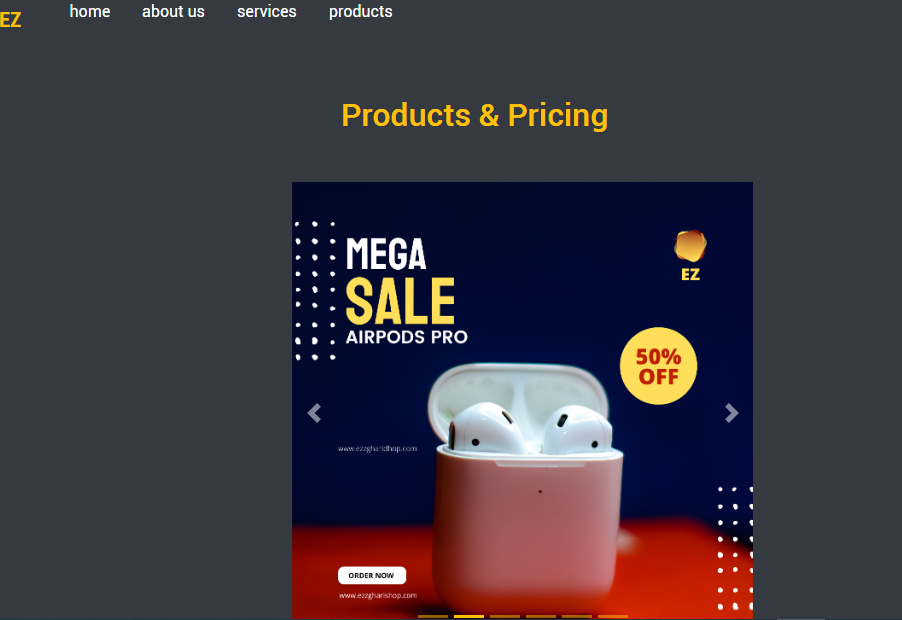 EZ
home
about us
services
products
Products & Pricing
MEGA
SALE
AIRPODS PRO
EZ
50%
OFF
www.ezzgharidhop.com
ORDER NOW
www.ezzgharishop.com